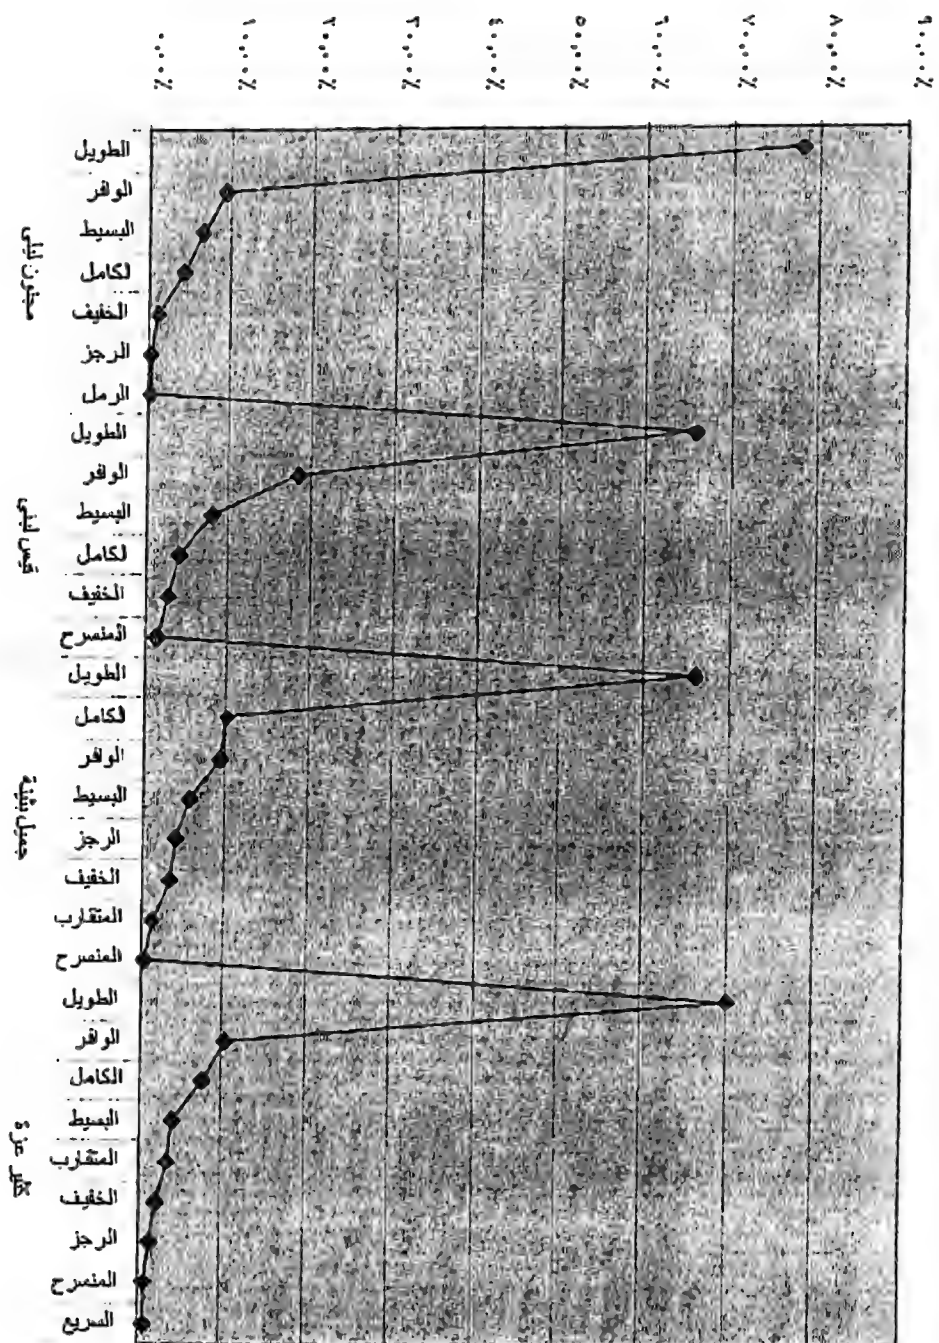 ٠,٠٠٪
١٠,٠٠٪
٢٠,٠٠٪
٣٠,٠٠٪
٤٠,٠٠٪
٥٠,٠٠٪
٦٠,٠٠٪
٧٠,٠٠٪
٨٠,٠٠٪
٩٠,٠٠٪
مجنون ليلى
الطويل
الوافر
البسيط
لكامل
الخفيف
الرجز
الرمل
قيس لبنى
الطويل
الوافر
البسيط
لكامل
الخفيف
المنسرح
جميل بثينة
الطويل
لكامل
الوافر
البسيط
الرجز
الخفيف
المتقارب
المنسرح
كثير عزة
الطويل
الوافر
الكامل
البسيط
المتقارب
الخفيف
الرجز
المنسرح
السريع